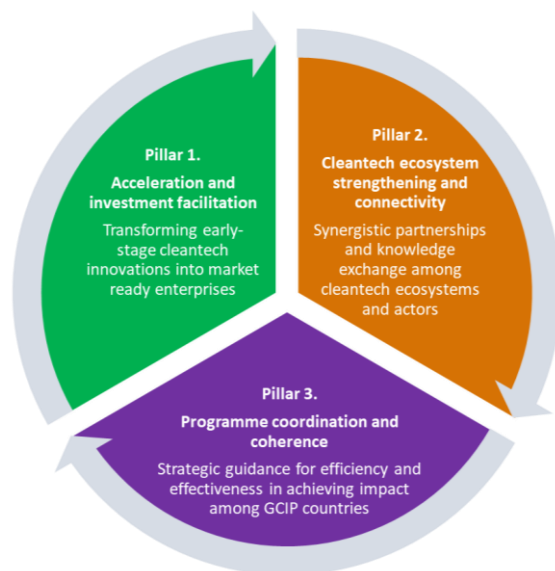 Pillar 1.
Acceleration and
investment facilitation
Transforming early-
stage cleantech
innovations into market
ready enterprises
Pillar 2.
Cleantech ecosystem
strengthening and
connectivity
Synergistic partnerships
and knowledge
exchange among
cleantech ecosystems
and actors
Pillar 3.
Programme coordination and
coherence
Strategic guidance for efficiency and
effectiveness in achieving impact
among GCIP countries